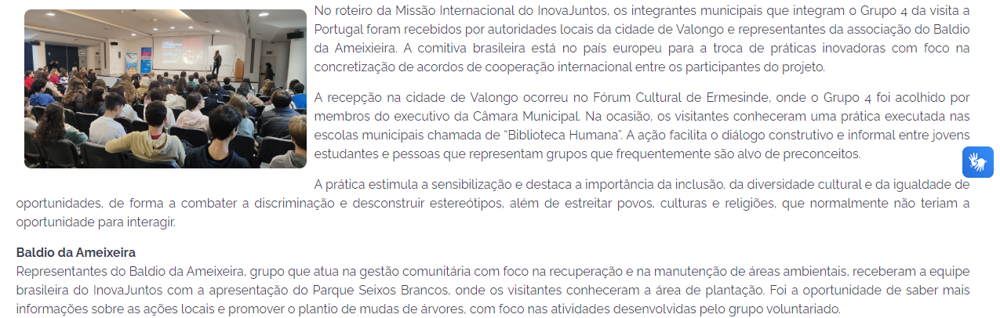 No roteiro da Missão Internacional do InovaJuntos, os integrantes municipais que integram o Grupo 4 da visita a
Portugal foram recebidos por autoridades locais da cidade de Valongo e representantes da associação do Baldio
da Ameixieira. A comitiva brasileira está no país europeu para a troca de práticas inovadoras com foco na
concretização de acordos de cooperação internacional entre os participantes do projeto.
A recepção na cidade de Valongo ocorreu no Fórum Cultural de Ermesinde, onde o Grupo 4 foi acolhido por
membros do executivo da Câmara Municipal. Na ocasião, os visitantes conheceram uma prática executada nas
escolas municipais chamada de “Biblioteca Humana”. A ação facilita o diálogo construtivo e informal entre jovens
estudantes e pessoas que representam grupos que frequentemente são alvo de preconceitos.
A prática estimula a sensibilização e destaca a importância da inclusão, da diversidade cultural e da igualdade de
oportunidades, de forma a combater a discriminação e desconstruir estereótipos, além de estreitar povos, culturas e religiões, que normalmente não teriam a
oportunidade para interagir.
Baldio da Ameixeira
Representantes do Baldio da Ameixeira, grupo que atua na gestão comunitária com foco na recuperação e na manutenção de áreas ambientais, receberam a equipe
brasileira do InovaJuntos com a apresentação do Parque Seixos Brancos, onde os visitantes conheceram a área de plantação. Foi a oportunidade de saber mais
informações sobre as ações locais e promover o plantio de mudas de árvores, com foco nas atividades desenvolvidas pelo grupo voluntariado.